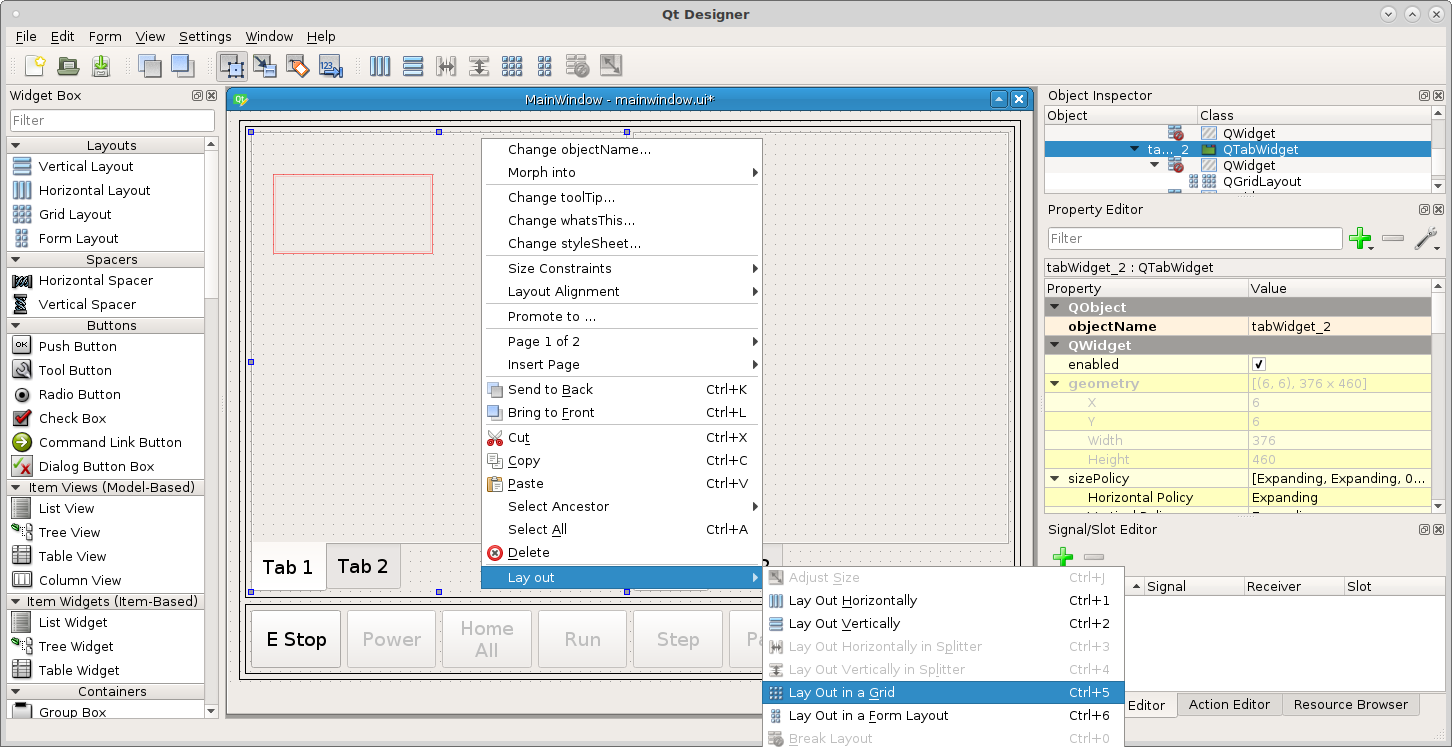 Qt Designer
File Edit Form View Settings Window Help
Widget Box
Filter
Layouts
Vertical Layout
Horizontal Layout
Grid Layout
Form Layout
Spacers
Horizontal Spacer
Vertical Spacer
Buttons
OK Push Button
Tool Button
Radio Button
Check Box
Command Link Button
Dialog Button Box
Item Views (Model-Based)
List View
Tree View
Table View
Column View
Item Widgets (Item-Based)
List Widget
Tree Widget
Table Widget
Containers
Group Box
Qt MainWindow - mainwindow.ui*
Tab 1 Tab 2
E Stop Power Home All Run Step
Change objectName...
Morph into
Change toolTip...
Change whatsThis...
Change styleSheet...
Size Constraints
Layout Alignment
Promote to ...
Page 1 of 2
Insert Page
Send to Back Ctrl+K
Bring to Front Ctrl+L
Cut Ctrl+X
Copy Ctrl+C
Paste Ctrl+V
Select Ancestor
Select All Ctrl+A
Delete
Lay out
Adjust Size Ctrl+J
Lay Out Horizontally Ctrl+1
Lay Out Vertically Ctrl+2
Lay Out Horizontally in Splitter Ctrl+3
Lay Out Vertically in Splitter Ctrl+4
Lay Out in a Grid Ctrl+5
Lay Out in a Form Layout Ctrl+6
Break Layout Ctrl+0
Object Inspector
Object Class
QWidget
ta..._2 QTabWidget
QWidget
QGridLayout
Property Editor
Filter
tabWidget_2 : QTabWidget
Property Value
QObject
objectName tabWidget_2
QWidget
enabled
geometry [(6, 6), 376 x 460]
X 6
Y 6
Width 376
Height 460
sizePolicy [Expanding, Expanding, 0...
Horizontal Policy Expanding
Signal/Slot Editor
Signal Receiver Slot
Editor Action Editor Resource Browser